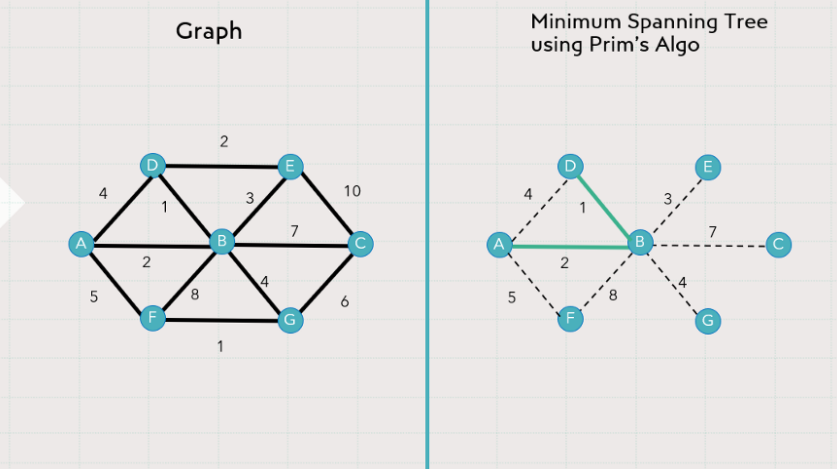 Graph
Minimum Spanning Tree
using Prim's Algo
2
D
E
4
1
3
10
A
B
7
C
2
5
8
4
6
F
G
1
D
E
4
1
3
A
B
7
C
2
5
8
4
F
G